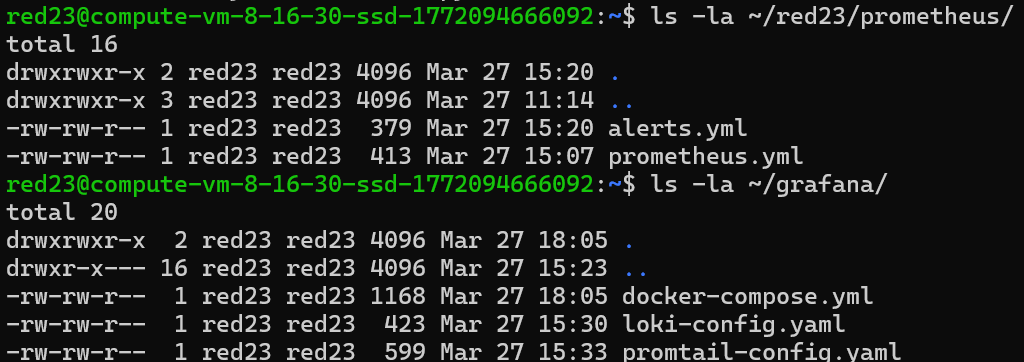 red23@compute-vm-8-16-30-ssd-1772094666092:~$ ls -la ~/red23/prometheus/
total 16
drwxrwxr-x 2 red23 red23 4096 Mar 27 15:20 .
drwxrwxr-x 3 red23 red23 4096 Mar 27 11:14 ..
-rw-rw-r-- 1 red23 red23  379 Mar 27 15:20 alerts.yml
-rw-rw-r-- 1 red23 red23  413 Mar 27 15:07 prometheus.yml
red23@compute-vm-8-16-30-ssd-1772094666092:~$ ls -la ~/grafana/
total 20
drwxrwxr-x  2 red23 red23 4096 Mar 27 18:05 .
drwxr-x--- 16 red23 red23 4096 Mar 27 15:23 ..
-rw-rw-r--  1 red23 red23 1168 Mar 27 18:05 docker-compose.yml
-rw-rw-r--  1 red23 red23  423 Mar 27 15:30 loki-config.yaml
-rw-rw-r--  1 red23 red23  599 Mar 27 15:33 promtail-config.yaml